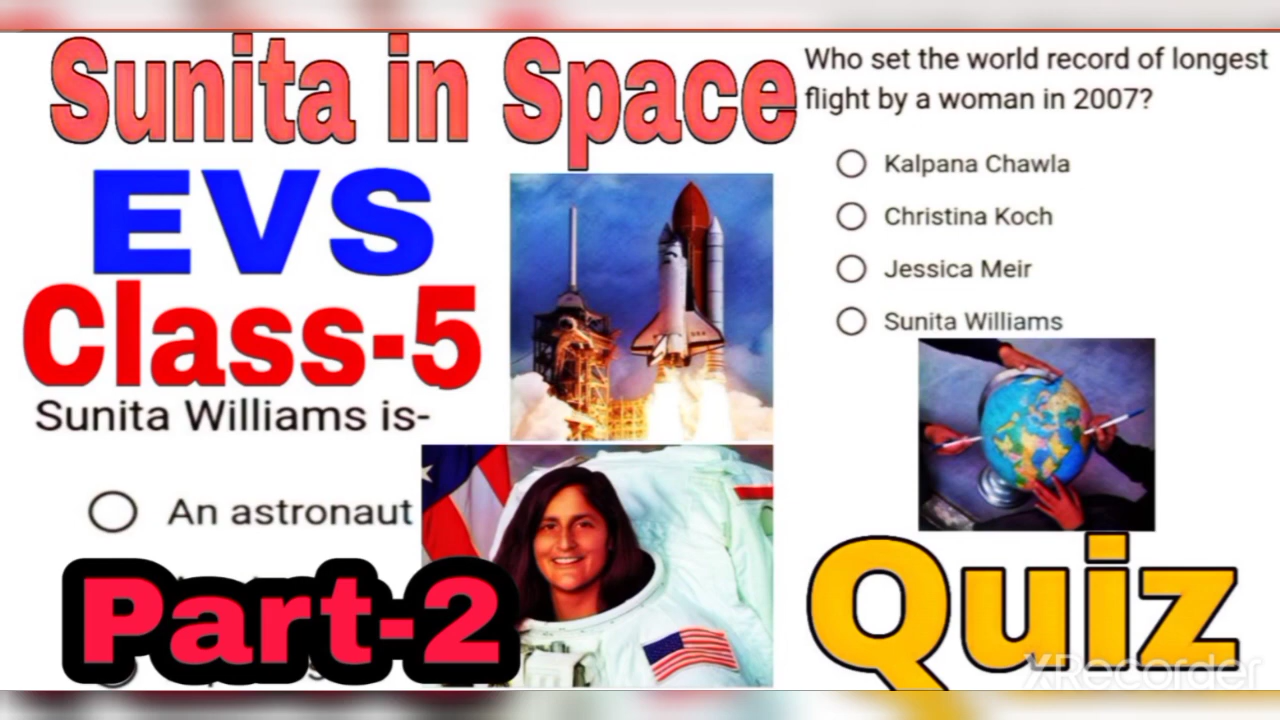 Sunita in Space
EVS
Class-5
Sunita Williams is-
An astronaut
Part-2
Who set the world record of longest
flight by a woman in 2007?
Kalpana Chawla
Christina Koch
Jessica Meir
Sunita Williams
Quiz
XRecorder